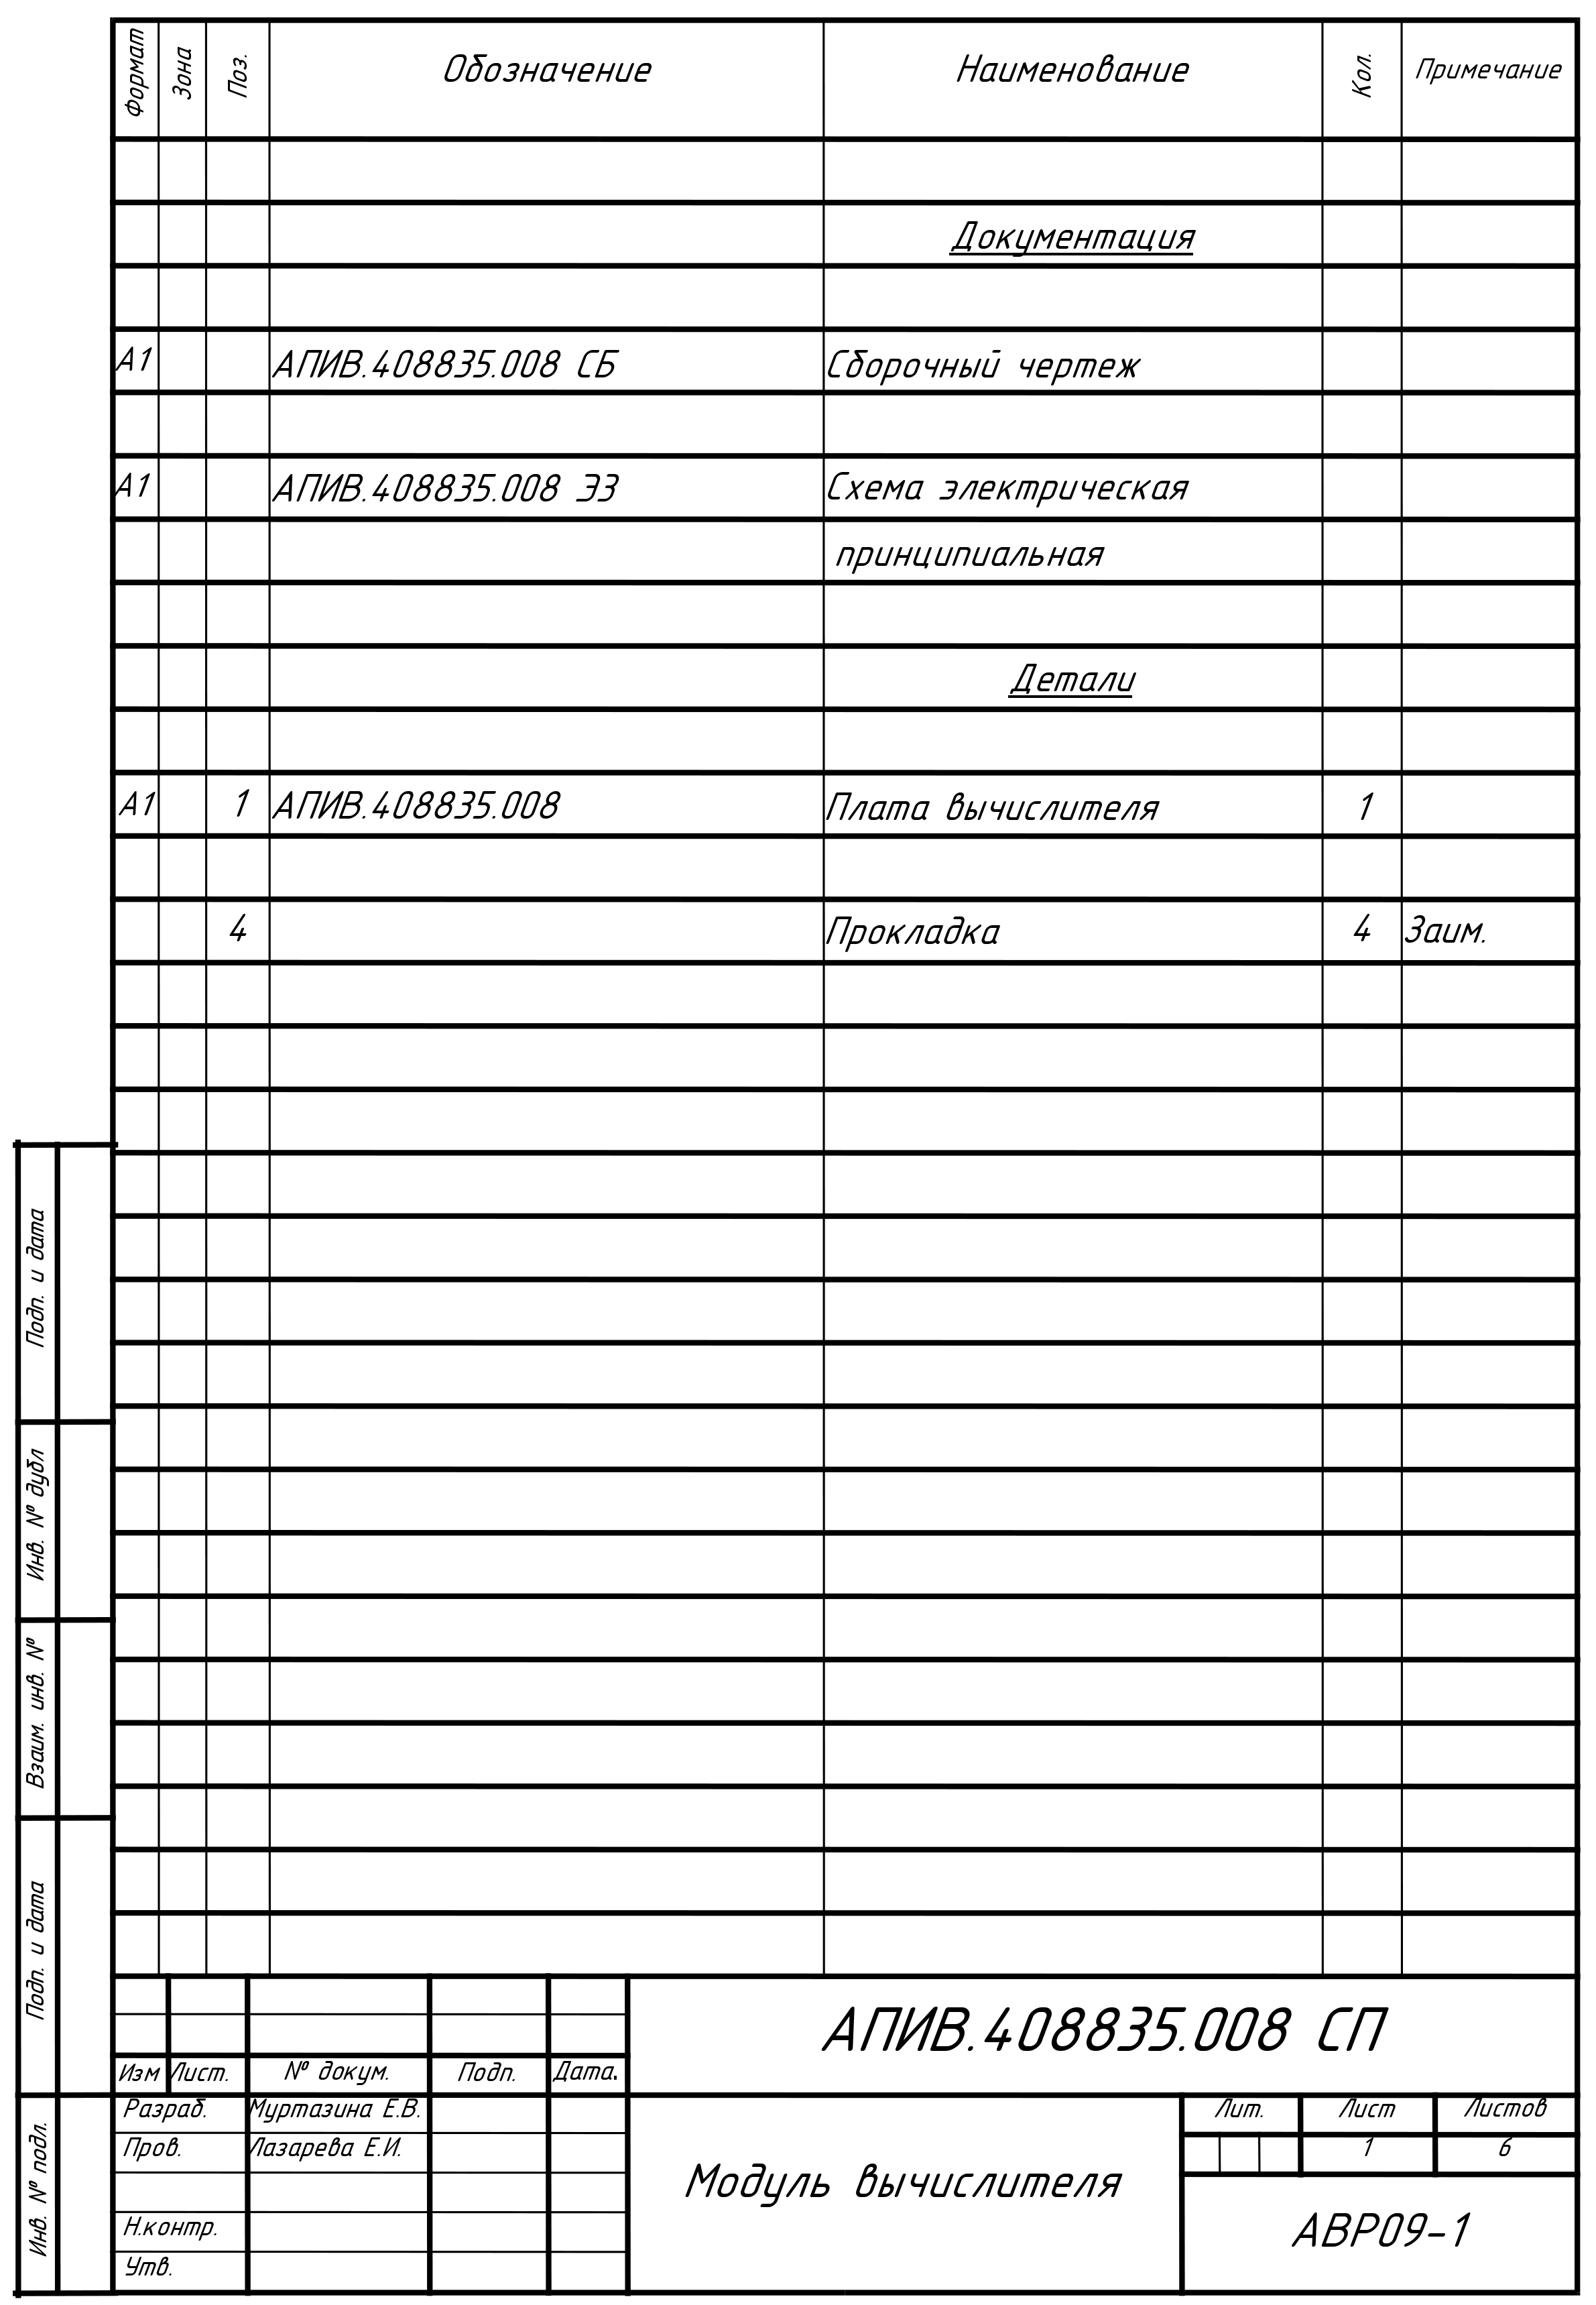 Формат Зона Поз. Обозначение Наименование Кол. Примечание
Документация
А1 АПИВ.408835.008 СБ Сборочный чертеж
А1 АПИВ.408835.008 ЭЗ Схема электрическая
принципиальная
Детали
А1 1 АПИВ.408835.008 Плата вычислителя 1
4 Прокладка 4 Заим.
Подп. и дата
Инв. № дубл
Взаим. инв. №
Подп. и дата
Инв. № подл.
АПИВ.408835.008 СП
Изм Лист. № докум. Подп. Дата.
Разраб. Муртазина Е.В.
Пров. Лазарева Е.И.
Н.контр.
Утв.
Модуль вычислителя
Лит. Лист Листов
1 6
АВР09-1